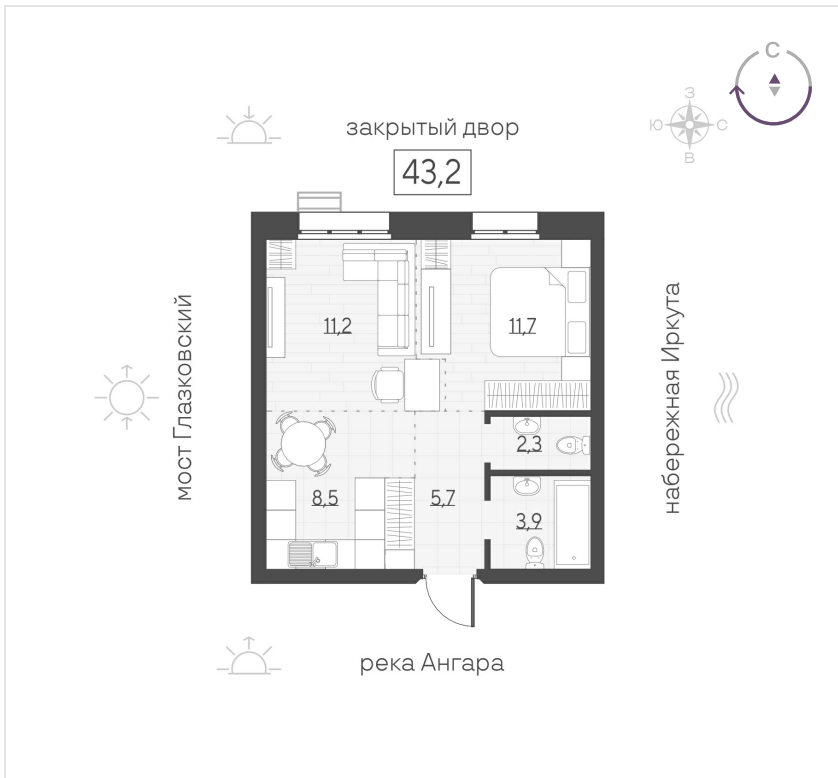 С
З
Ю
С
В
закрытый двор
43,2
мост Глазковский
набережная Иркута
11,2
11,7
2,3
8,5
5,7
3,9
река Ангара